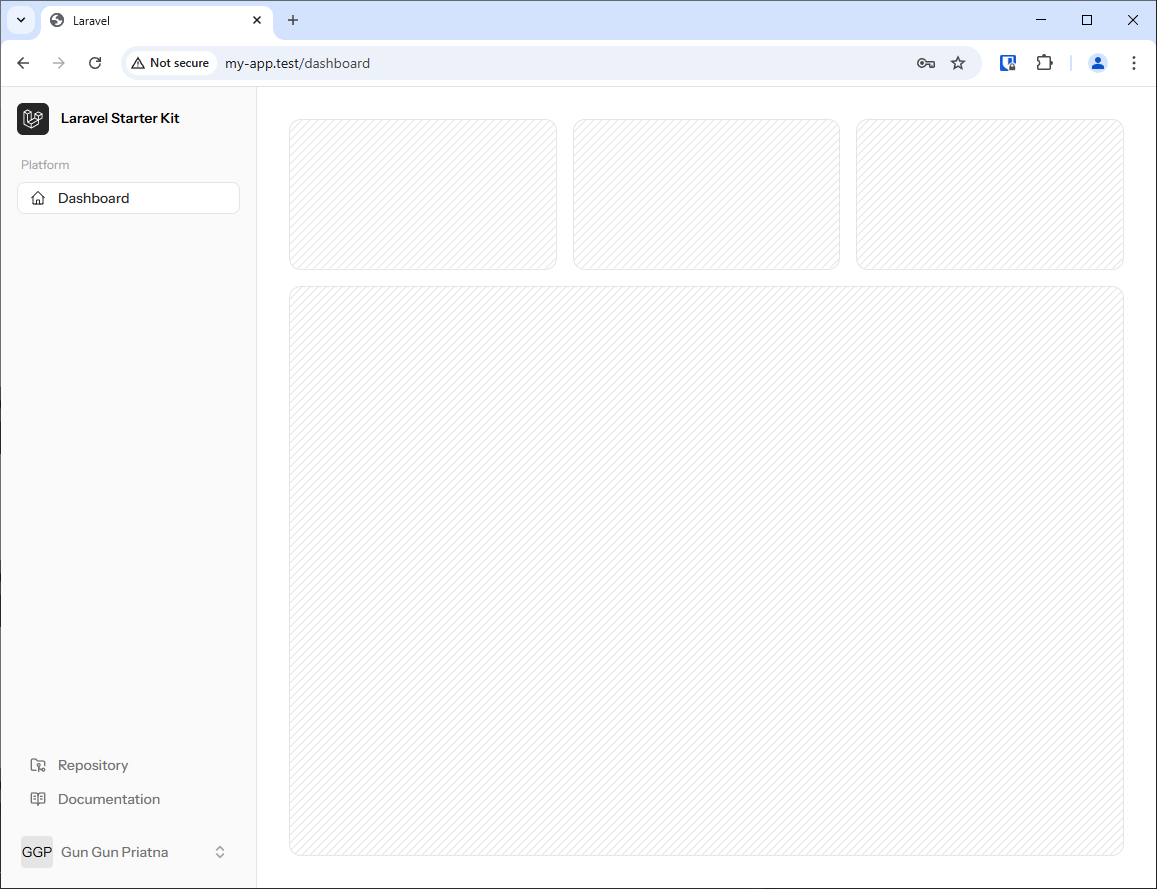 Laravel
Not secure
my-app.test/dashboard
Laravel Starter Kit
Platform
Dashboard
Repository
Documentation
GGP Gun Gun Priatna